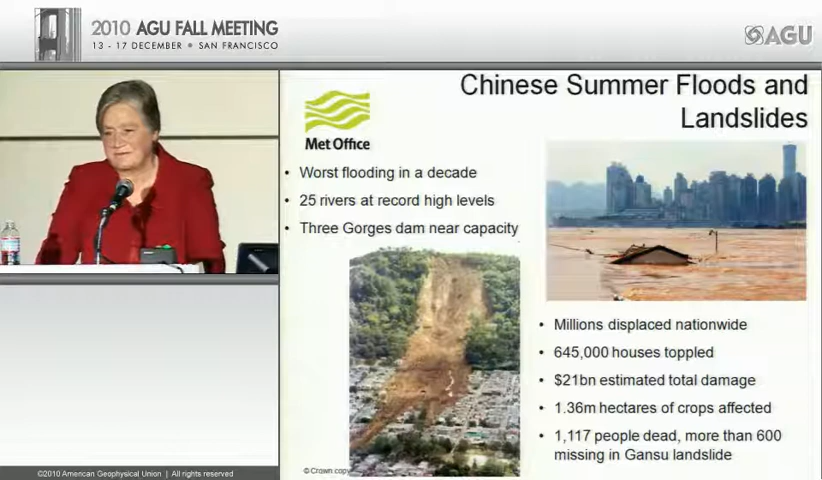 2010 AGU FALL MEETING
13 - 17 DECEMBER • SAN FRANCISCO
AGU
Chinese Summer Floods and
Landslides
Met Office
• Worst flooding in a decade
• 25 rivers at record high levels
• Three Gorges dam near capacity
• Millions displaced nationwide
• 645,000 houses toppled
• $21bn estimated total damage
• 1.36m hectares of crops affected
• 1,117 people dead, more than 600
missing in Gansu landslide
© Crown copy
©2010 American Geophysical Union | All rights reserved